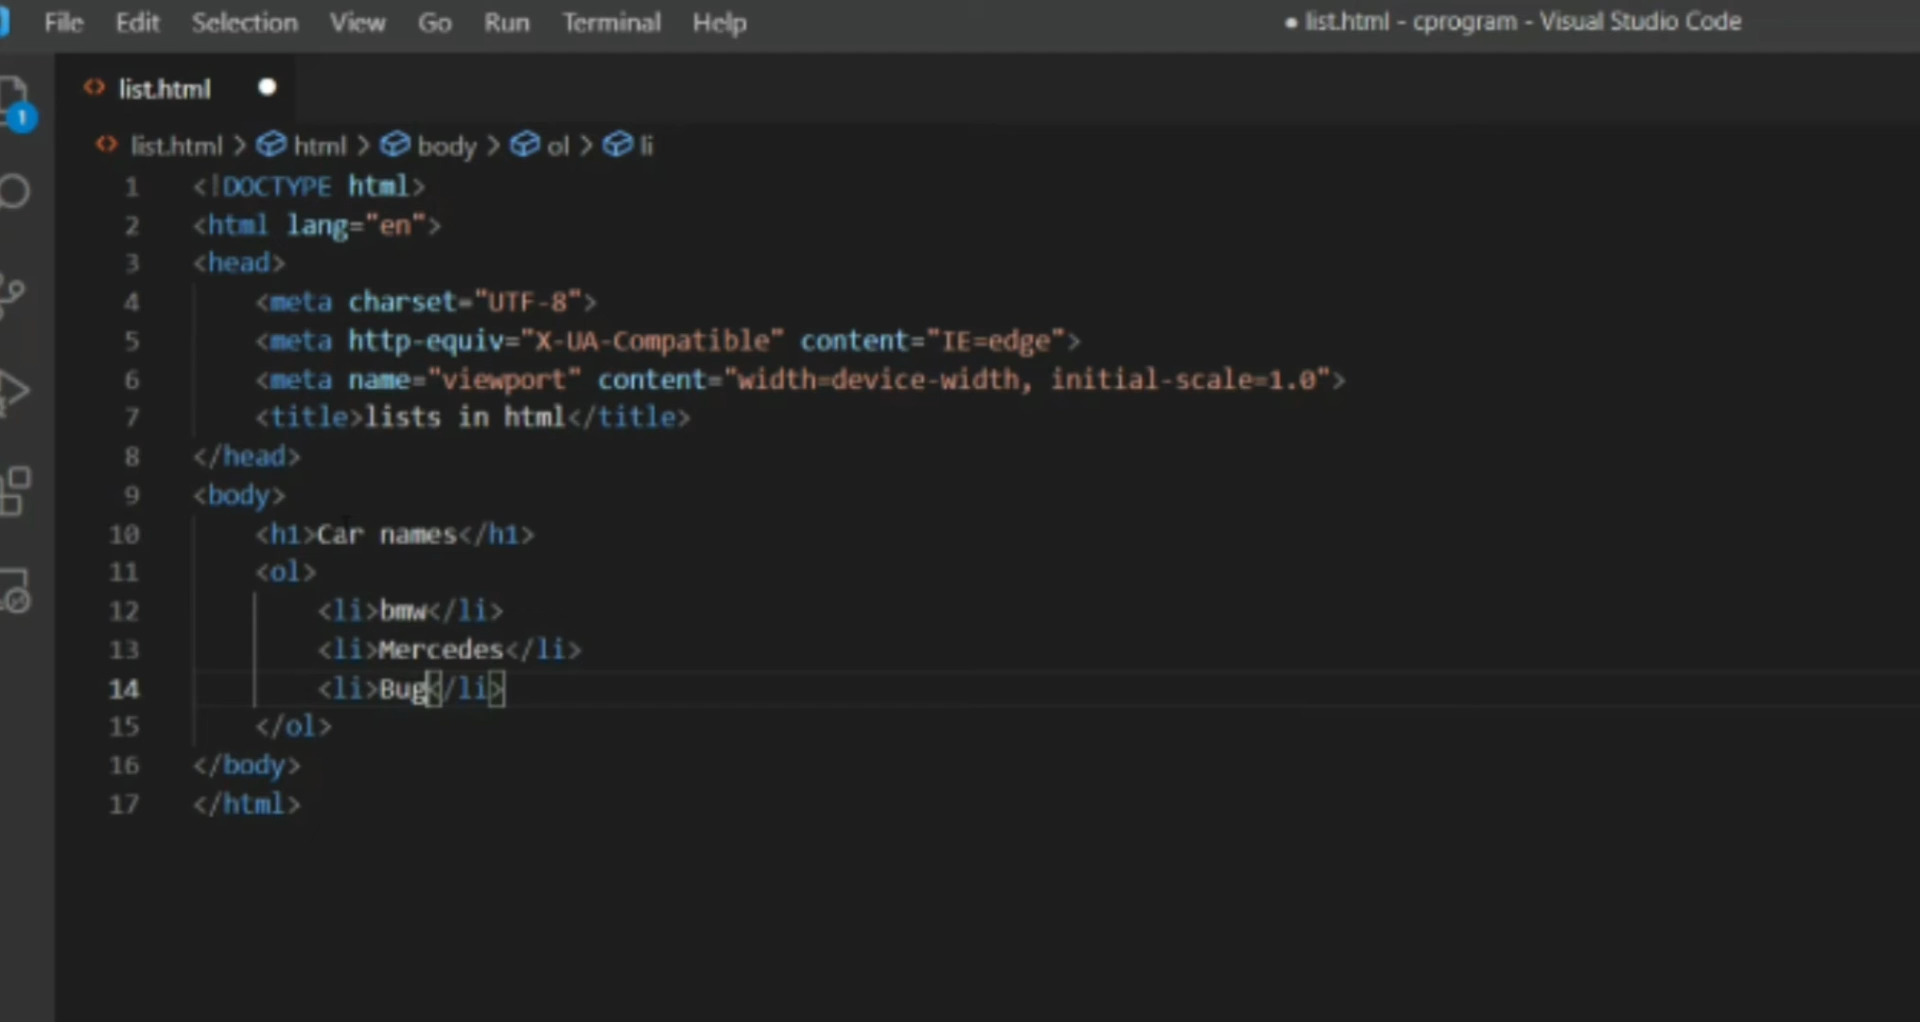 File Edit Selection View Go Run Terminal Help ● list.html - cprogram - Visual Studio Code
list.html
1
list.html > html > body > ol > li
1 <!DOCTYPE html>
2 <html lang="en">
3 <head>
4 <meta charset="UTF-8">
5 <meta http-equiv="X-UA-Compatible" content="IE=edge">
6 <meta name="viewport" content="width=device-width, initial-scale=1.0">
7 <title>lists in html</title>
8 </head>
9 <body>
10 <h1>Car names</h1>
11 <ol>
12 <li>bmw</li>
13 <li>Mercedes</li>
14 <li>Bug</li>
15 </ol>
16 </body>
17 </html>